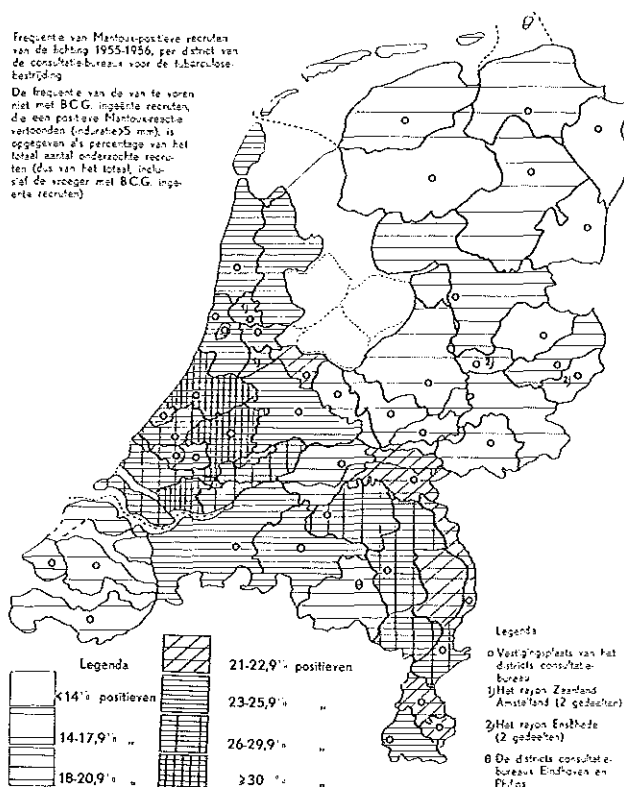 Frequentie van Mantoux-positieve recruten
van de lichting 1955-1956, per district van
de consultatie-bureaux voor de tuberculose-
bestrijding
De frequentie van de van te voren
niet met B.C.G. ingeënte recruten,
die een positieve Mantouxreactie
vertoonden (induratie>5 mm), is
opgegeven als percentage van het
totaal aantal onderzochte recru-
ten (dus van het totaal, inclu-
sief de vroeger met B.C.G. inge-
ente recruten)
1)
1)
2)
2)
Legenda
<14% positieven
14-17,9% "
18-20,9% "
21-22,9% positieven
23-25,9% "
26-29,9% "
≥30 % "
Legenda
Vestigingsplaats van het
districts consultatie-
bureau
1) Het rayon Zaanland
Amstelland (2 gedeelten)
2) Het rayon Enschede
(2 gedeelten)
θ De districts consultatie-
bureaus Eindhoven en
Philips